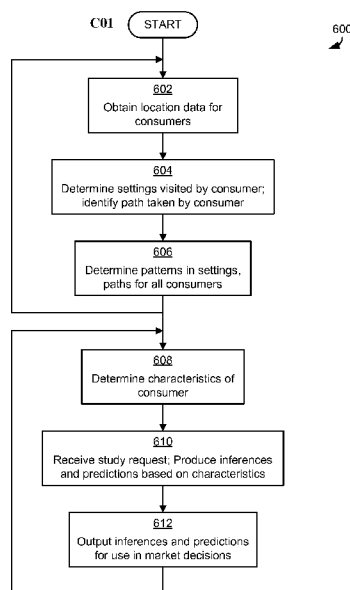 C01 START
600
602
Obtain location data for
consumers
604
Determine settings visited by consumer;
identify path taken by consumer
606
Determine patterns in settings,
paths for all consumers
608
Determine characteristics of
consumer
610
Receive study request; Produce inferences
and predictions based on characteristics
612
Output inferences and predictions
for use in market decisions